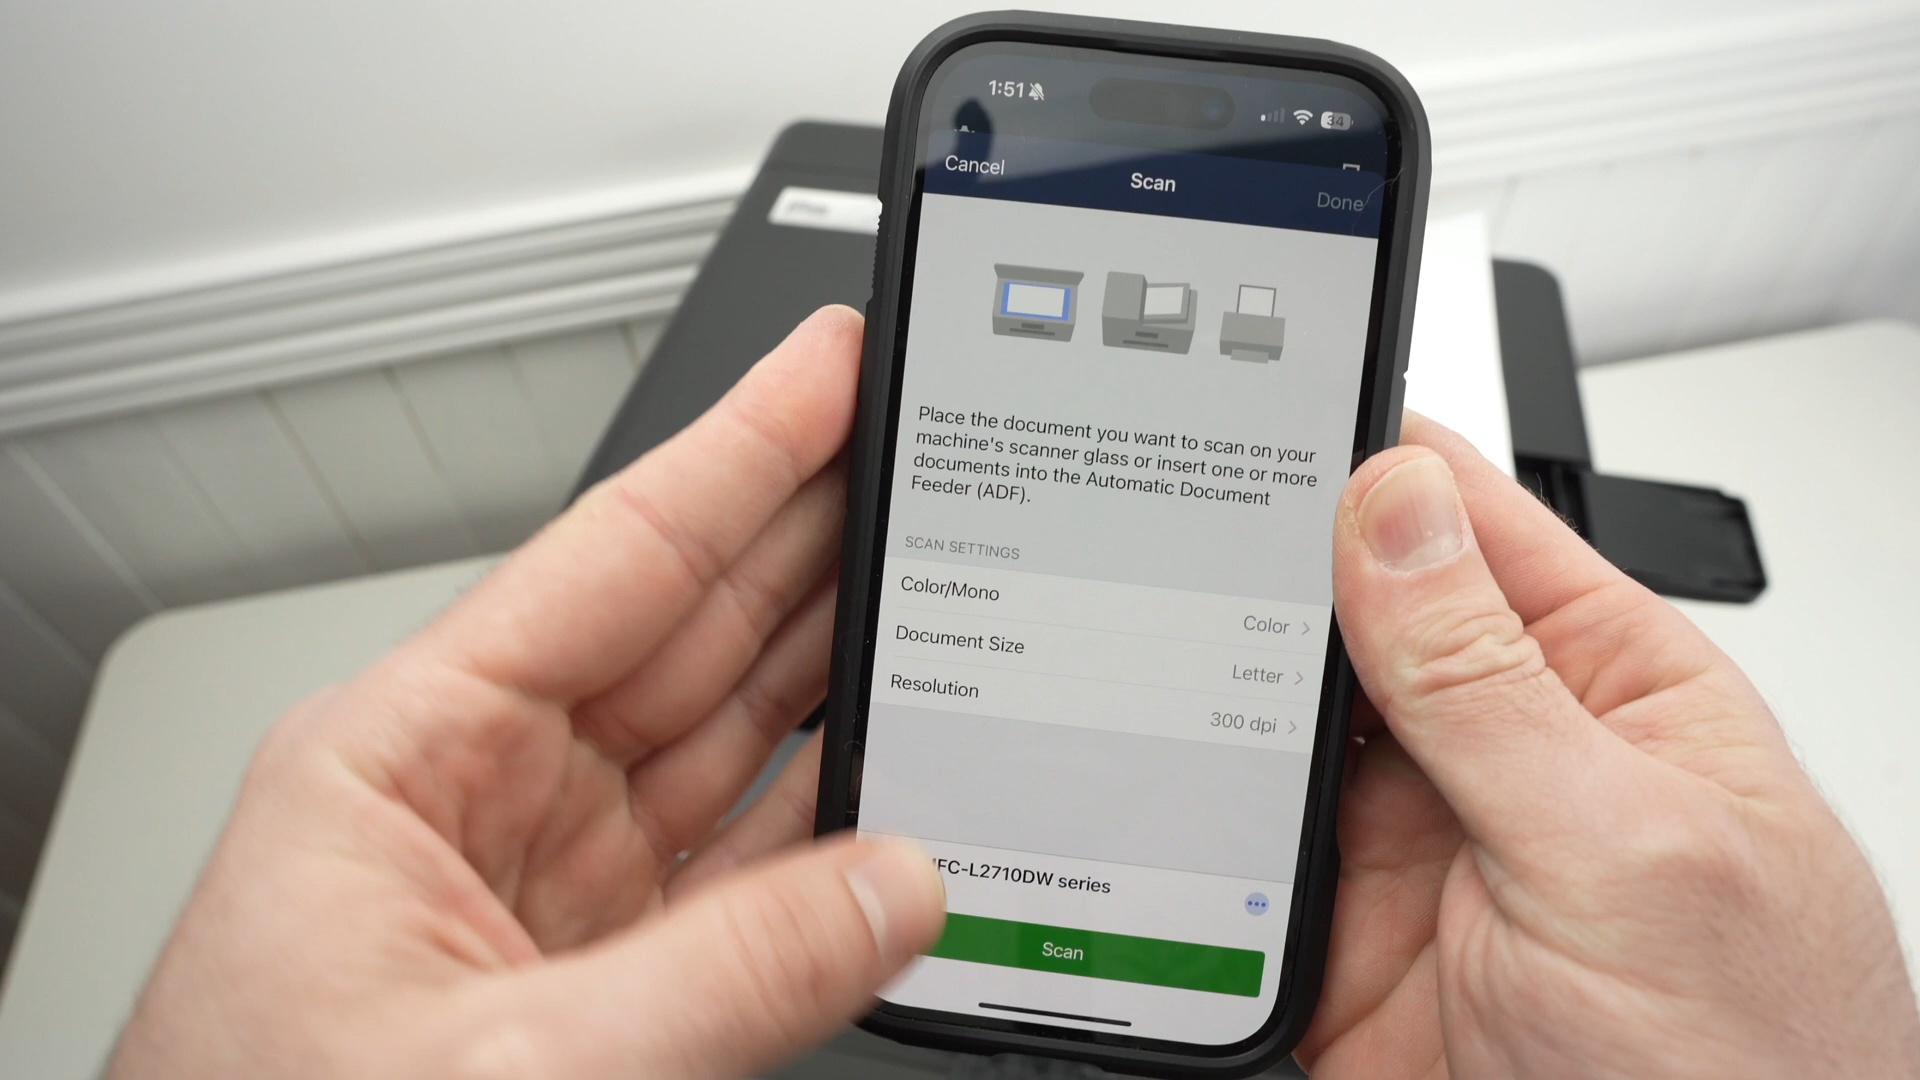 1:51
34
Cancel
Scan
Done
Place the document you want to scan on your
machine's scanner glass or insert one or more
documents into the Automatic Document
Feeder (ADF).
SCAN SETTINGS
Color/Mono
Color
Document Size
Letter
Resolution
300 dpi
FC-L2710DW series
Scan